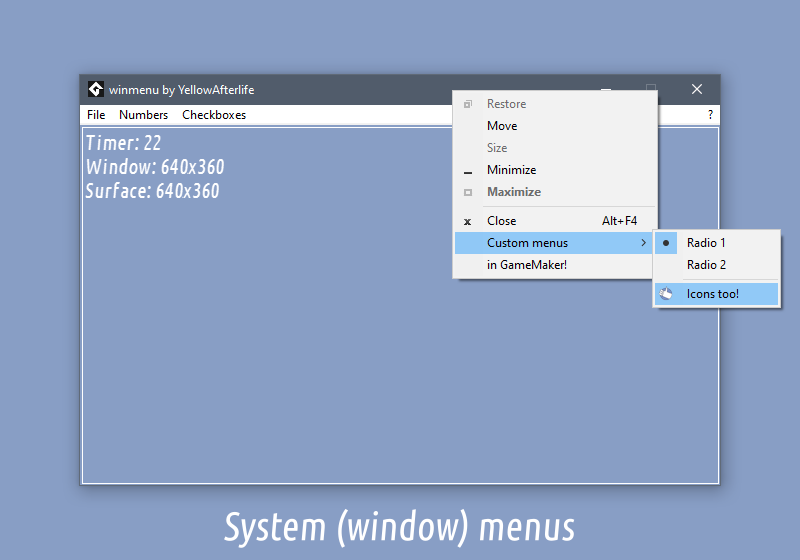 winmenu by YellowAfterlife
File Numbers Checkboxes ?
Timer: 22
Window: 640x360
Surface: 640x360
Restore
Move
Size
Minimize
Maximize
Close Alt+F4
Custom menus
in GameMaker!
Radio 1
Radio 2
Icons too!
System (window) menus